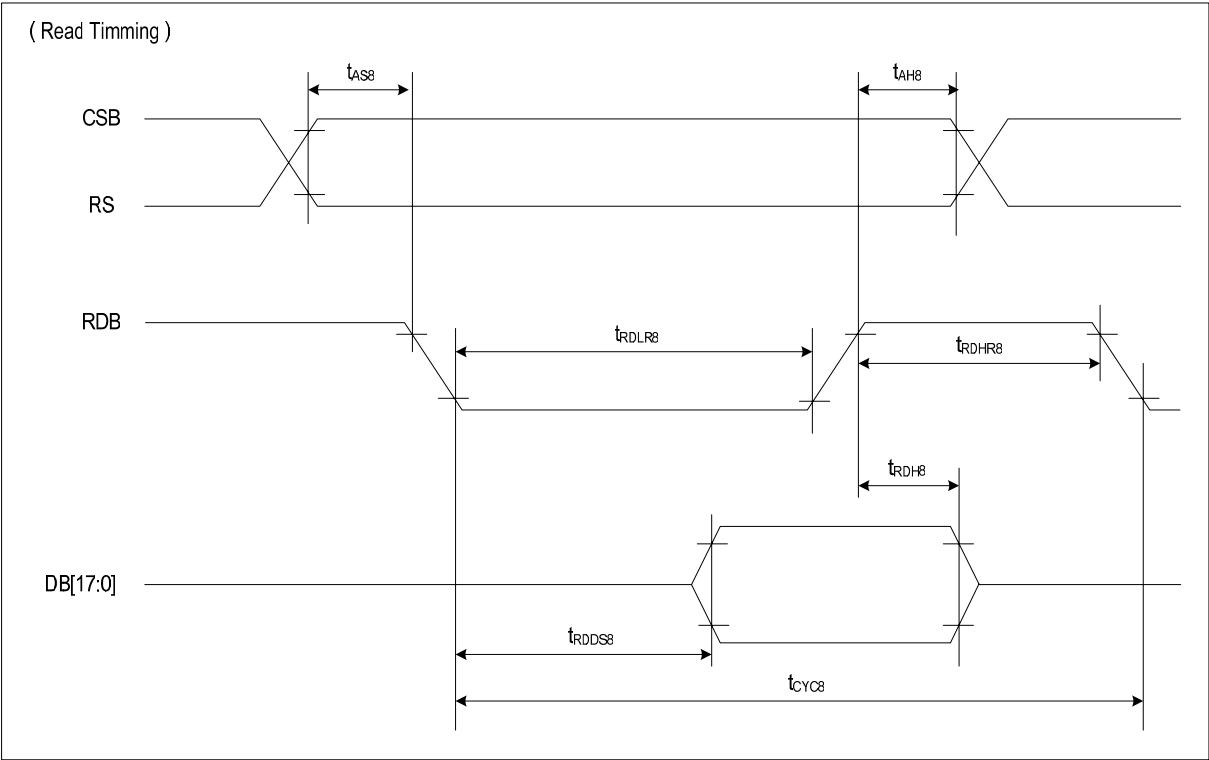 ( Read Timming )
tAS8
tAH8
CSB
RS
RDB
tRDLR8
tRDHR8
tRDH8
DB[17:0]
tRDDS8
tCYC8